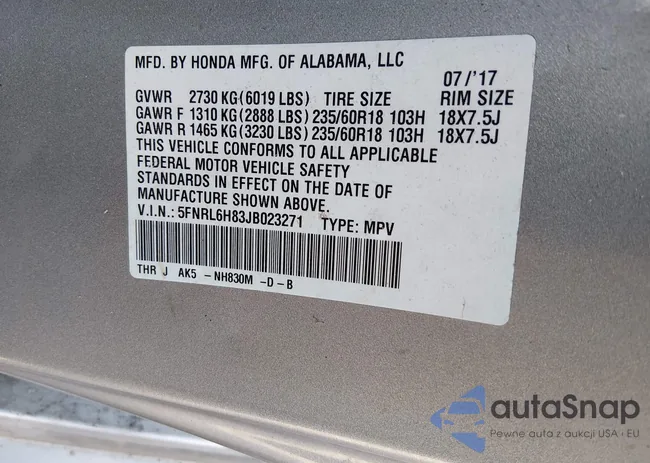 MFD. BY HONDA MFG. OF ALABAMA, LLC
07/'17
GVWR 2730 KG(6019 LBS) TIRE SIZE RIM SIZE
GAWR F 1310 KG(2888 LBS) 235/60R18 103H 18X7.5J
GAWR R 1465 KG(3230 LBS) 235/60R18 103H 18X7.5J
THIS VEHICLE CONFORMS TO ALL APPLICABLE
FEDERAL MOTOR VEHICLE SAFETY
STANDARDS IN EFFECT ON THE DATE OF
MANUFACTURE SHOWN ABOVE.
V.I.N.: 5FNRL6H83JB023271 TYPE: MPV
THR J AK5 -NH830M -D-B
autaSnap
Pewne auta z aukcji USA i EU